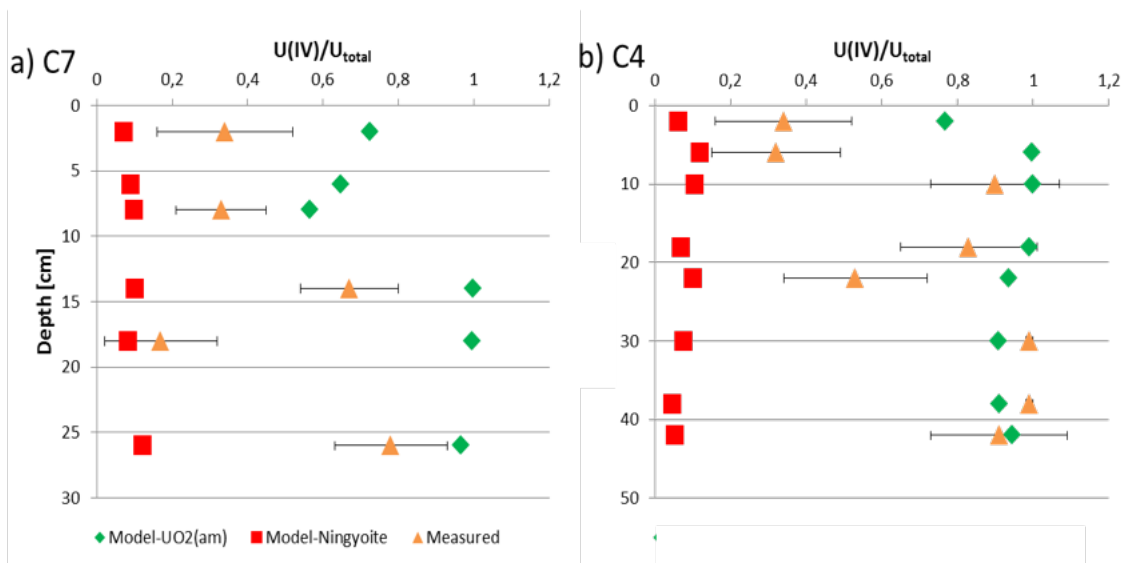 a) C7
U(IV)/Utotal
0 0,2 0,4 0,6 0,8 1 1,2
0
5
10
15
20
25
30
Depth [cm]
Model-UO2(am) Model-Ningyoite Measured
b) C4
U(IV)/Utotal
0 0,2 0,4 0,6 0,8 1 1,2
0
10
20
30
40
50